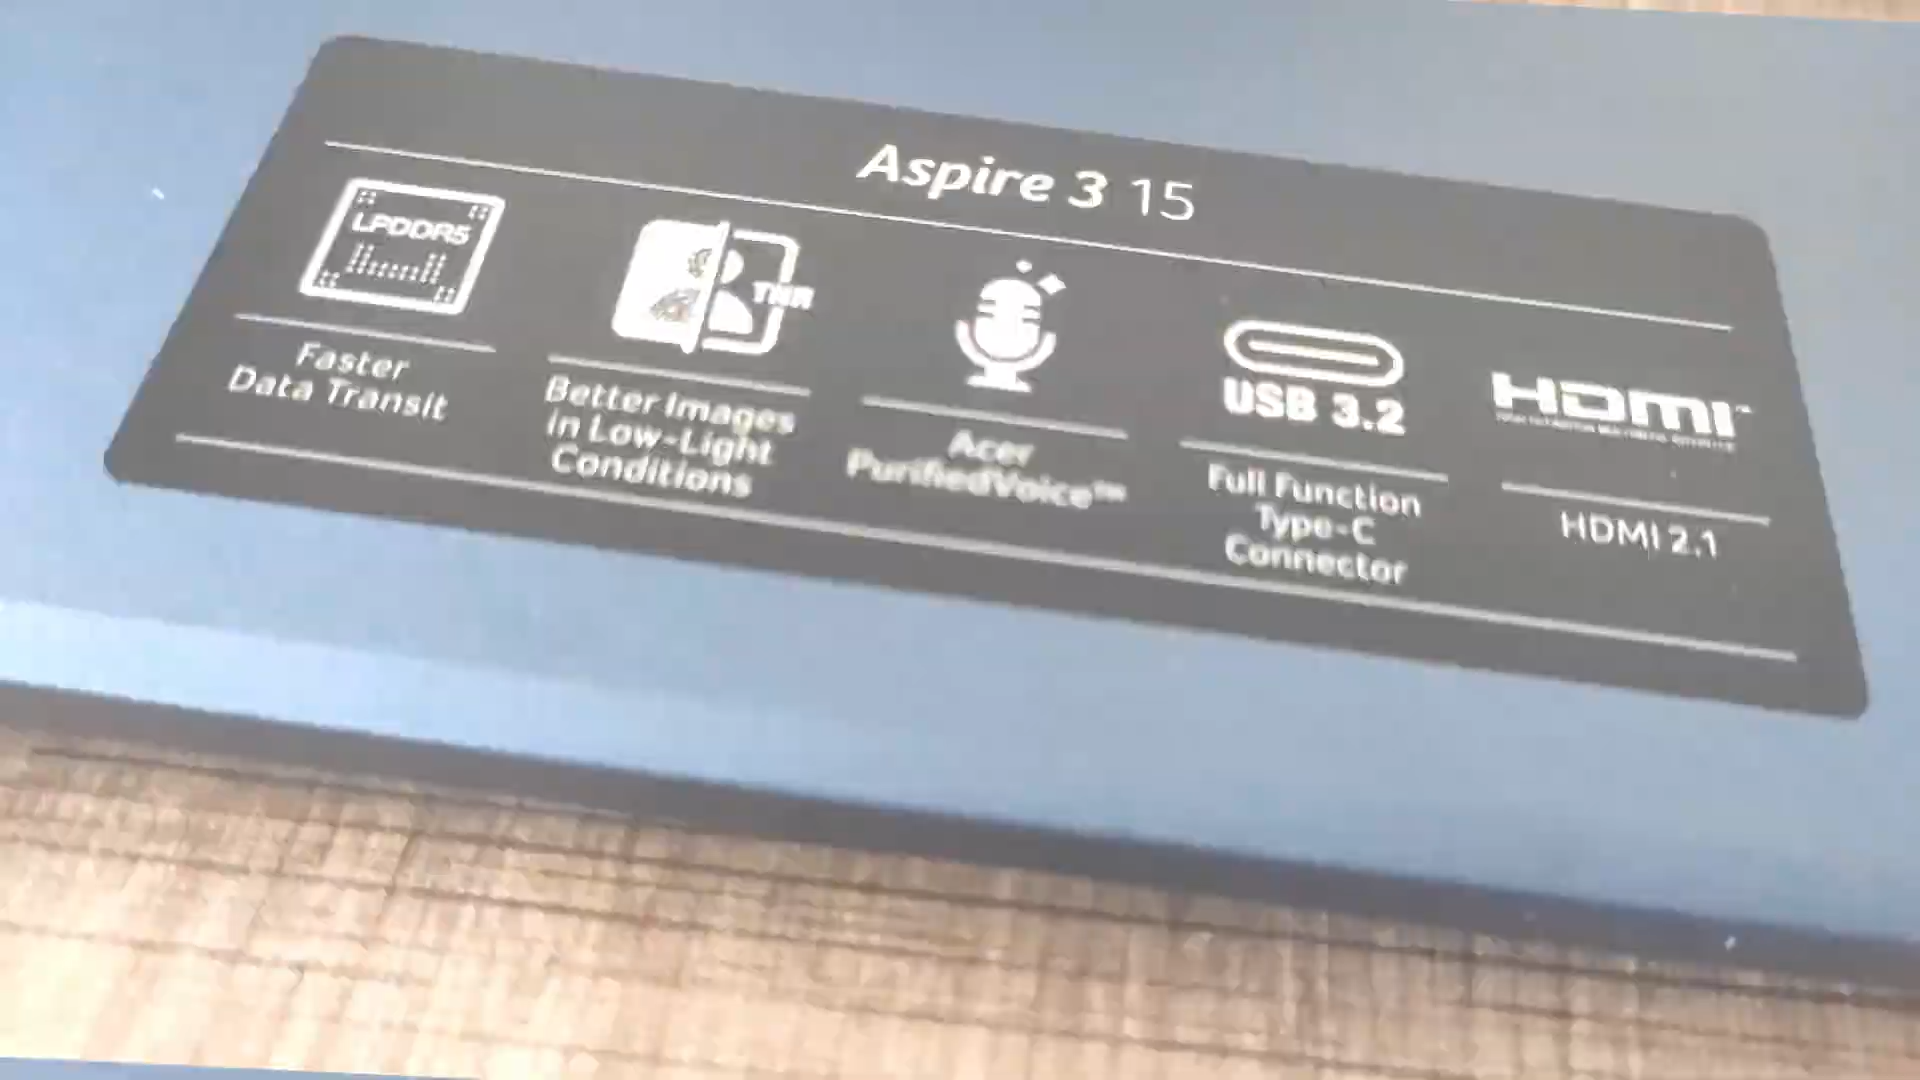 Aspire 3 15
LPDDR5
Faster
Data Transit
TNR
Better Images
in Low-Light
Conditions
Acer
PurifiedVoice™
USB 3.2
Full Function
Type-C
Connector
HDMI™
HDMI 2.1